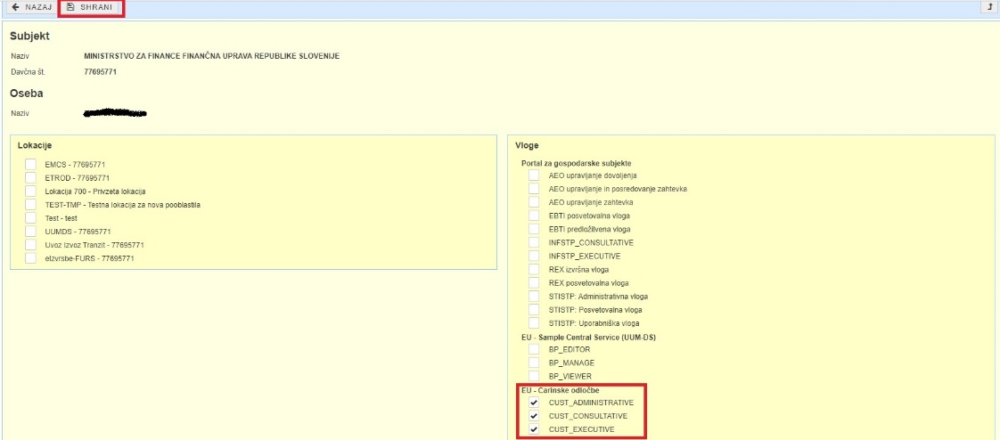 NAZAJ SHRANI
Subjekt
Naziv MINISTRSTVO ZA FINANCE FINANČNA UPRAVA REPUBLIKE SLOVENIJE
Davčna št. 77695771
Oseba
Naziv
Lokacije
EMCS - 77695771
ETROD - 77695771
Lokacija 700 - Privzeta lokacija
TEST-TMP - Testna lokacija za nova pooblastila
Test - test
UUMDS - 77695771
Uvoz Izvoz Tranzit - 77695771
eIzvrsbe-FURS - 77695771
Vloge
Portal za gospodarske subjekte
AEO upravljanje dovoljenja
AEO upravljanje in posredovanje zahtevka
AEO upravljanje zahtevka
EBTI posvetovalna vloga
EBTI predložitvena vloga
INFSTP_CONSULTATIVE
INFSTP_EXECUTIVE
REX izvršna vloga
REX posvetovalna vloga
STISTP: Administrativna vloga
STISTP: Posvetovalna vloga
STISTP: Uporabniška vloga
EU - Sample Central Service (UUM-DS)
BP_EDITOR
BP_MANAGE
BP_VIEWER
EU - Carinske odločbe
CUST_ADMINISTRATIVE
CUST_CONSULTATIVE
CUST_EXECUTIVE